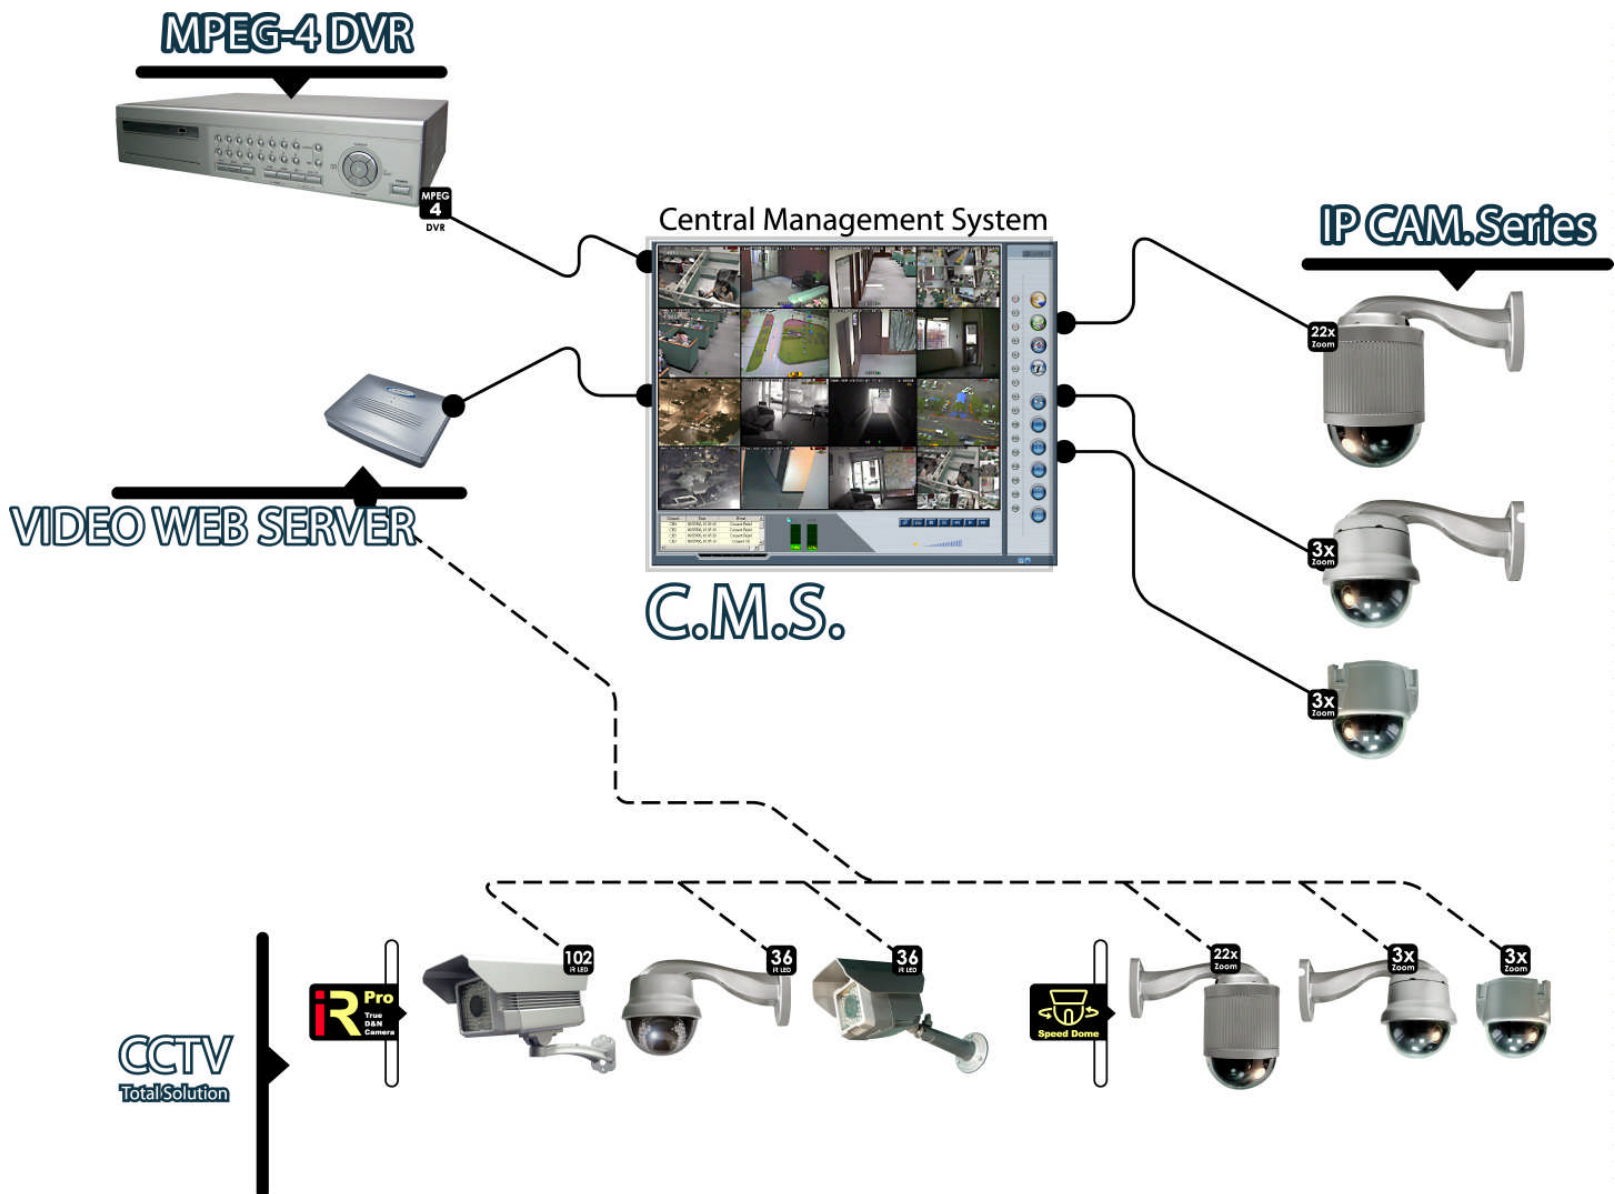 MPEG-4 DVR
MPEG
4
DVR
Central Management System
IP CAM. Series
22x
Zoom
3x
Zoom
3x
Zoom
VIDEO WEB SERVER
C.M.S.
102
iR LED
36
iR LED
36
iR LED
22x
Zoom
3x
Zoom
3x
Zoom
iR Pro
True
D&N
Camera
Speed Dome
CCTV
Total Solution